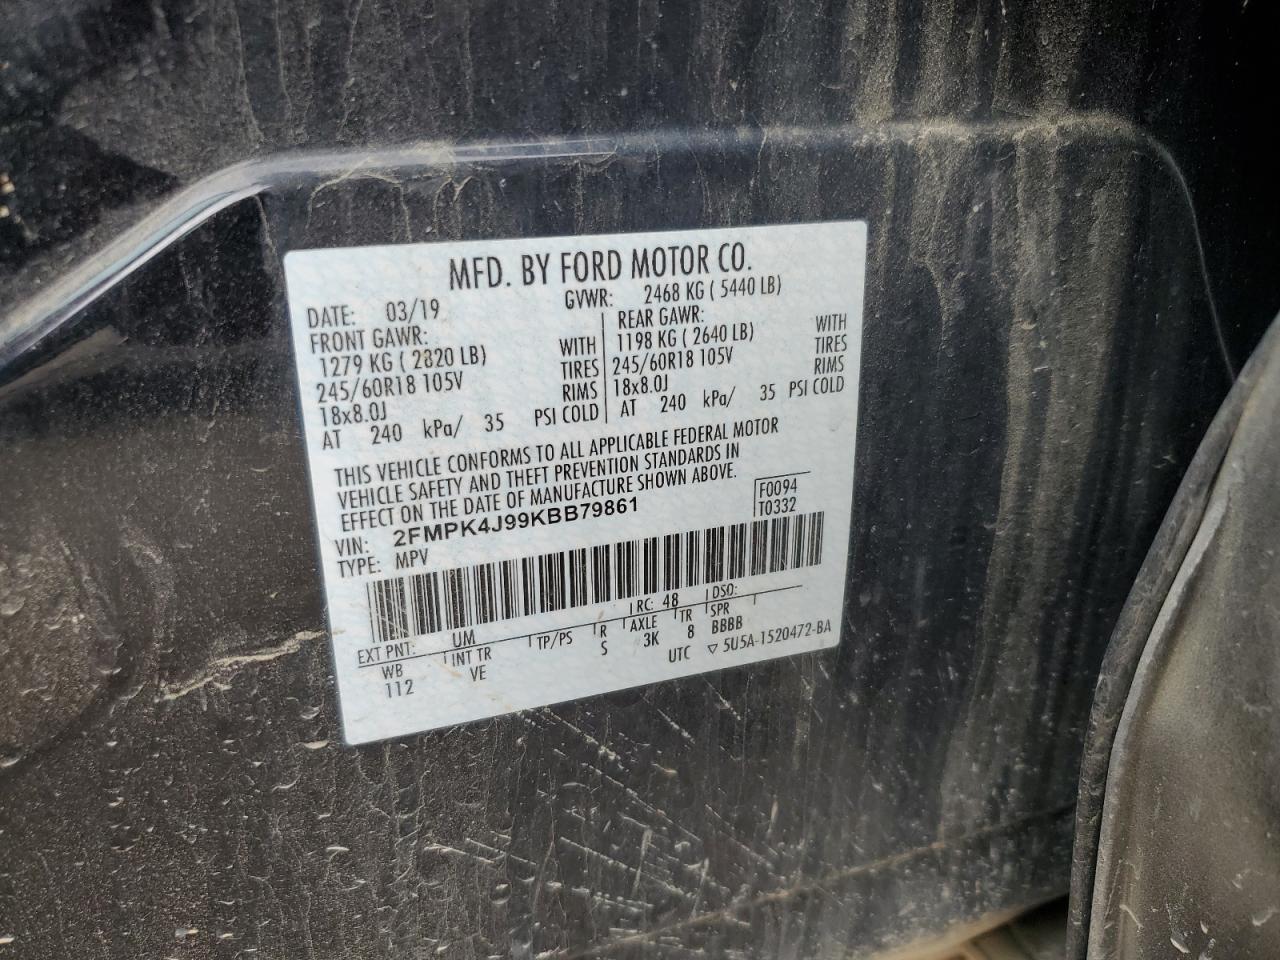 MFD. BY FORD MOTOR CO.
DATE: 03/19 GVWR: 2468 KG ( 5440 LB)
FRONT GAWR: REAR GAWR:
1279 KG ( 2820 LB) WITH 1198 KG ( 2640 LB) WITH
245/60R18 105V TIRES 245/60R18 105V TIRES
18x8.0J RIMS 18x8.0J RIMS
AT 240 kPa/ 35 PSI COLD AT 240 kPa/ 35 PSI COLD
THIS VEHICLE CONFORMS TO ALL APPLICABLE FEDERAL MOTOR
VEHICLE SAFETY AND THEFT PREVENTION STANDARDS IN
EFFECT ON THE DATE OF MANUFACTURE SHOWN ABOVE.
VIN: 2FMPK4J99KBB79861 F0094
TYPE: MPV T0332
EXT PNT: UM RC: 48 DSO:
WB INT TR TP/PS R AXLE TR SPR
112 VE S 3K 8 BBBB
UTC ▽ 5U5A-1520472-BA